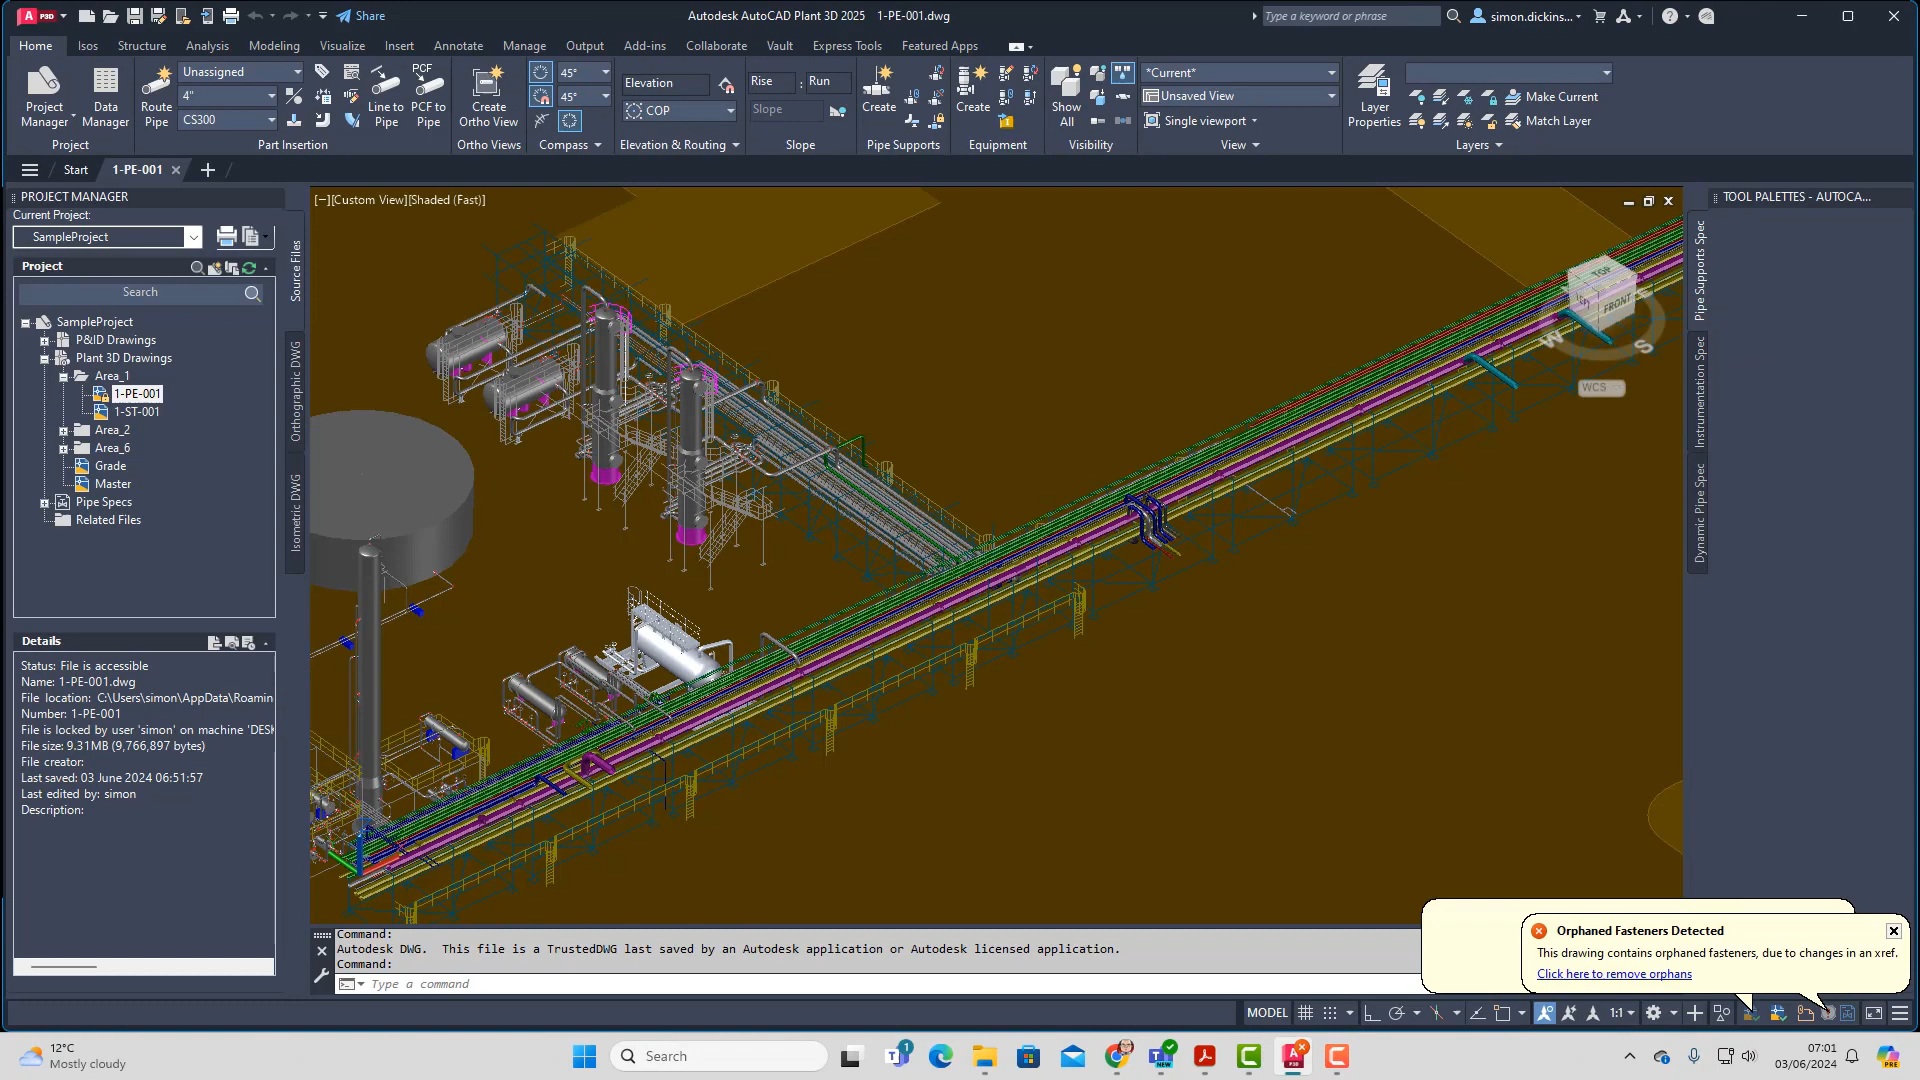 P3D
Share
Autodesk AutoCAD Plant 3D 2025 1-PE-001.dwg
Type a keyword or phrase
simon.dickins...
Home
Isos
Structure
Analysis
Modeling
Visualize
Insert
Annotate
Manage
Output
Add-ins
Collaborate
Vault
Express Tools
Featured Apps
Project
Manager
Data
Manager
Project
Route
Pipe
Unassigned
4"
CS300
Line to
Pipe
PCF
PCF to
Pipe
Part Insertion
Create
Ortho View
Ortho Views
45°
45°
Compass
Elevation
COP
Elevation & Routing
Rise : Run
Slope
Slope
Create
Pipe Supports
Create
Equipment
Show
All
Visibility
*Current*
Unsaved View
Single viewport
View
Layer
Properties
Make Current
Match Layer
Layers
Start
1-PE-001
PROJECT MANAGER
Current Project:
SampleProject
Project
Search
SampleProject
P&ID Drawings
Plant 3D Drawings
Area_1
1-PE-001
1-ST-001
Area_2
Area_6
Grade
Master
Pipe Specs
Related Files
Source Files
Orthographic DWG
Isometric DWG
Details
Status: File is accessible
Name: 1-PE-001.dwg
File location: C:\Users\simon\AppData\Roamin
Number: 1-PE-001
File is locked by user 'simon' on machine 'DESK
File size: 9.31MB (9,766,897 bytes)
File creator:
Last saved: 03 June 2024 06:51:57
Last edited by: simon
Description:
[−][Custom View][Shaded (Fast)]
TOP
LEFT
FRONT
W
S
WCS
TOOL PALETTES - AUTOCA...
Pipe Supports Spec
Instrumentation Spec
Dynamic Pipe Spec
Command:
Autodesk DWG. This file is a TrustedDWG last saved by an Autodesk application or Autodesk licensed application.
Command:
Type a command
Orphaned Fasteners Detected
This drawing contains orphaned fasteners, due to changes in an xref.
Click here to remove orphans
MODEL
1:1
12°C
Mostly cloudy
Search
1
NEW
P3D
07:01
03/06/2024
PRE